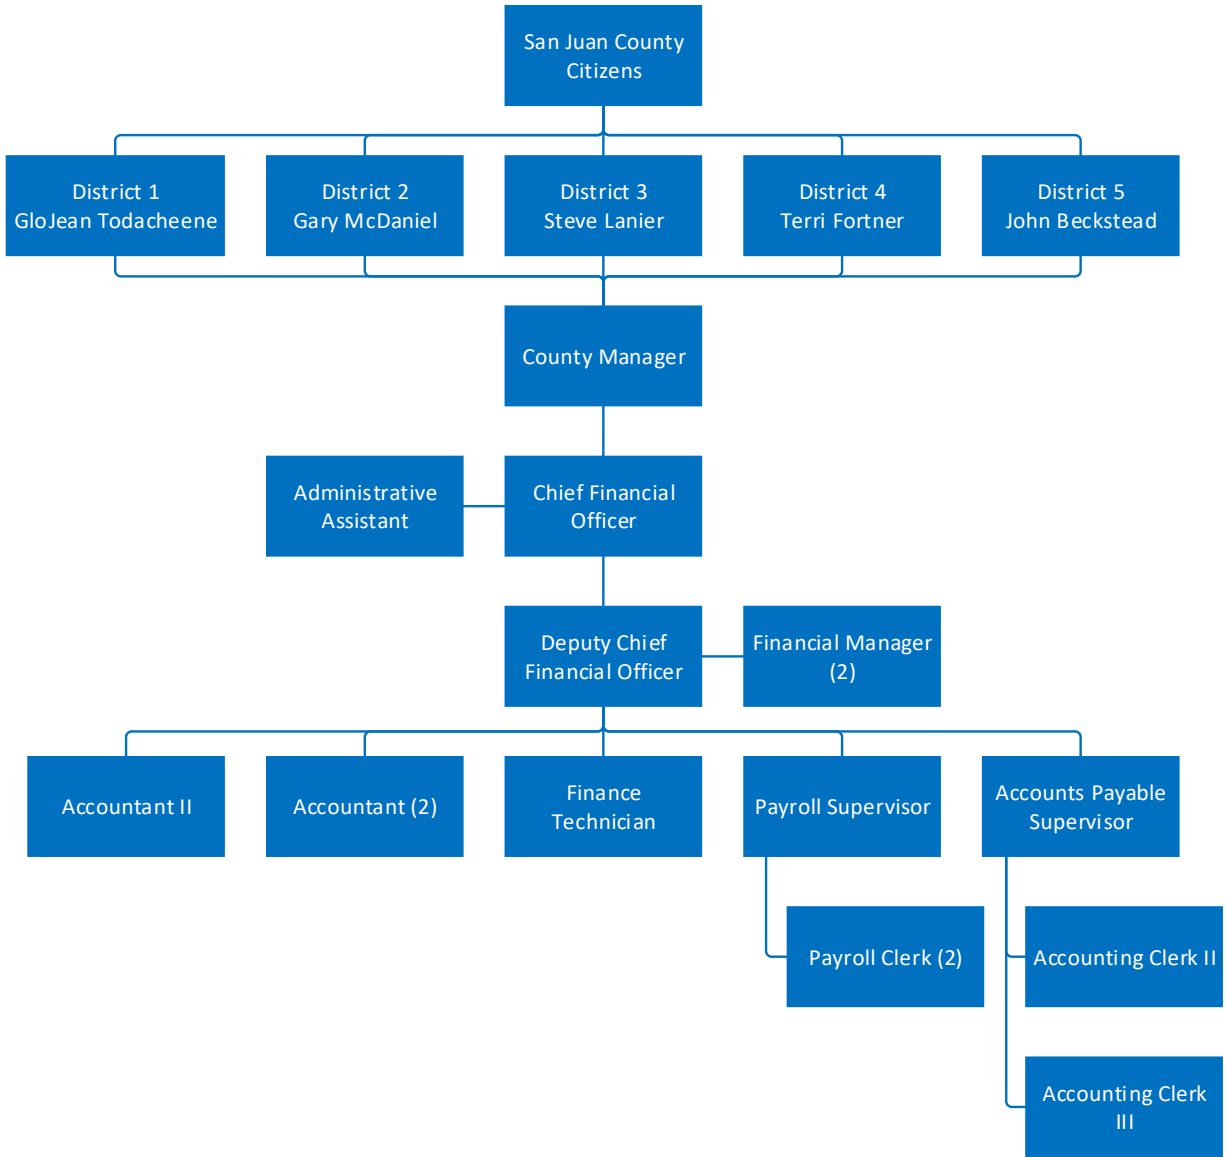 San Juan County
Citizens
District 1
GloJean Todacheene
District 2
Gary McDaniel
District 3
Steve Lanier
District 4
Terri Fortner
District 5
John Beckstead
County Manager
Administrative
Assistant
Chief Financial
Officer
Deputy Chief
Financial Officer
Financial Manager
(2)
Accountant II
Accountant (2)
Finance
Technician
Payroll Supervisor
Accounts Payable
Supervisor
Payroll Clerk (2)
Accounting Clerk II
Accounting Clerk
III